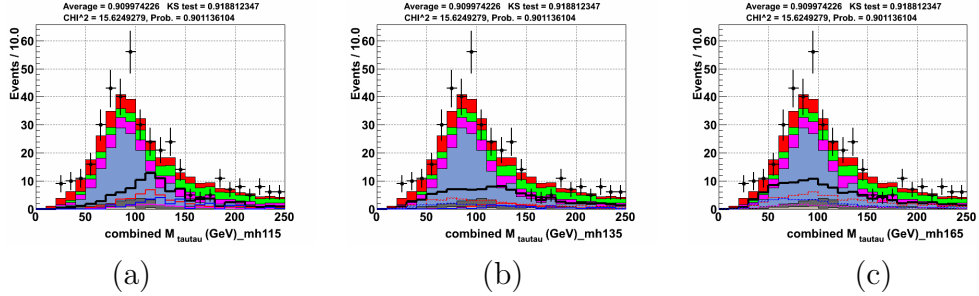 Average = 0.909974226 KS test = 0.918812347
CHI^2 = 15.6249279, Prob. = 0.901136104
Events / 10.0
60
50
40
30
20
10
0
0 50 100 150 200 250
combined M tautau (GeV)_mh115
(a)
Average = 0.909974226 KS test = 0.918812347
CHI^2 = 15.6249279, Prob. = 0.901136104
Events / 10.0
60
50
40
30
20
10
0
0 50 100 150 200 250
combined M tautau (GeV)_mh135
(b)
Average = 0.909974226 KS test = 0.918812347
CHI^2 = 15.6249279, Prob. = 0.901136104
Events / 10.0
60
50
40
30
20
10
0
0 50 100 150 200 250
combined M tautau (GeV)_mh165
(c)